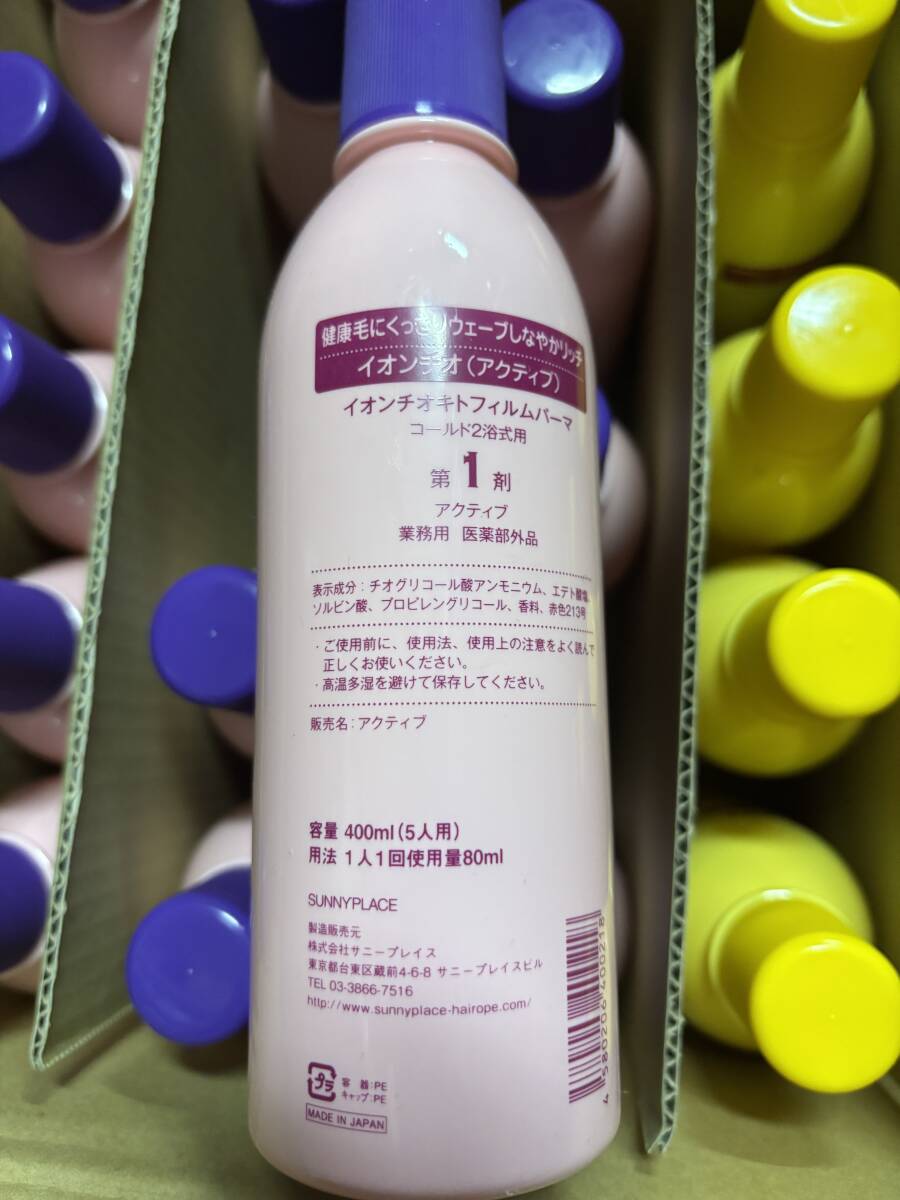 健康毛にくっきりウェーブしなやかリッチ
イオンチオ(アクティブ)
イオンチオキトフィルムパーマ
コールド2浴式用
第1剤
アクティブ
業務用 医薬部外品
表示成分:チオグリコール酸アンモニウム、エデト酸塩、
ソルビン酸、プロピレングリコール、香料、赤色213号
・ご使用前に、使用法、使用上の注意をよく読んで
正しくお使いください。
・高温多湿を避けて保存してください。
販売名:アクティブ
容量 400ml(5人用)
用法 1人1回使用量80ml
SUNNYPLACE
製造販売元
株式会社サニープレイス
東京都台東区蔵前4-6-8 サニープレイスビル
TEL 03-3866-7516
http://www.sunnyplace-hairope.com/
プラ
容器:PE
キャップ:PE
MADE IN JAPAN
4 580206 400218